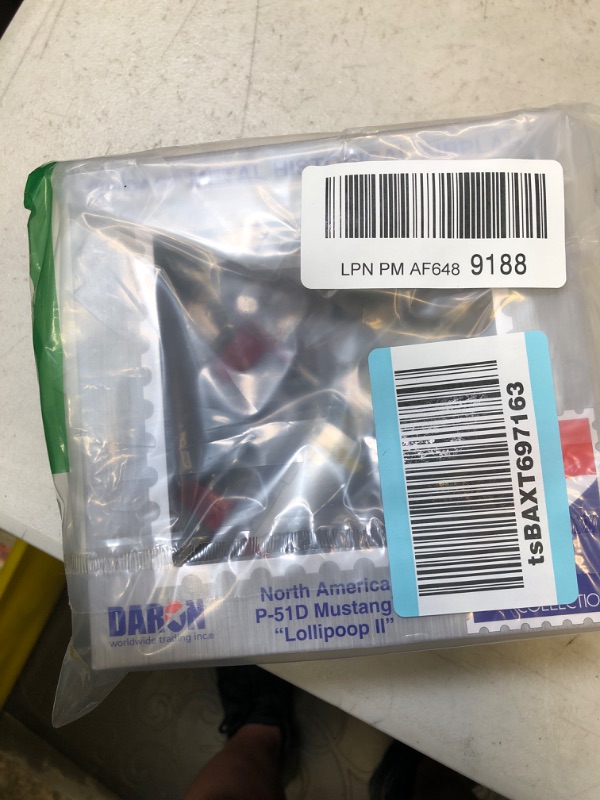 LPN PM AF648 9188
tsBAXT697163
DARON
worldwide trading inc.®
North America
P-51D Mustang
"Lollipoop II"